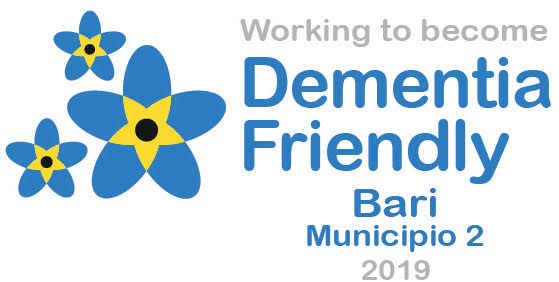 Working to become
Dementia
Friendly
Bari
Municipio 2
2019